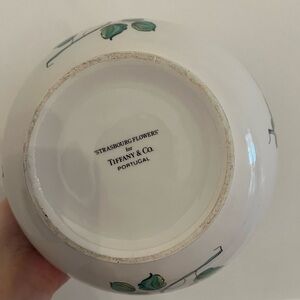 'STRASBOURG FLOWERS'
for
TIFFANY & CO.
PORTUGAL